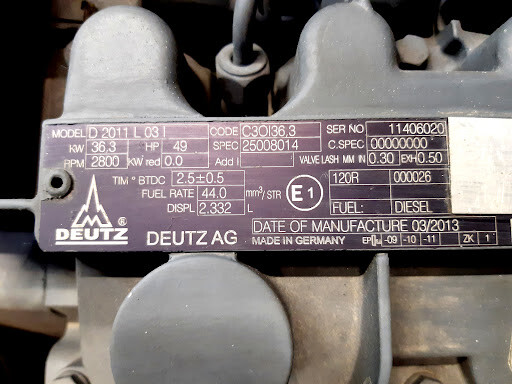 MODEL D 2011 L 03 I CODE C3OI36,3 SER NO 11406020
KW 36,3 HP 49 SPEC 25008014 C.SPEC 00000000
RPM 2800 KW red 0.0 Add I VALVE LASH MM IN 0.30 EXH 0.50
TIM° BTDC 2.5±0.5 E1 120R 000026
FUEL RATE 44.0 mm³/STR
DISPL 2.332 L FUEL: DIESEL
DEUTZ ® DEUTZ AG DATE OF MANUFACTURE 03/2013
MADE IN GERMANY EP -09 -10 -11 ZK 1